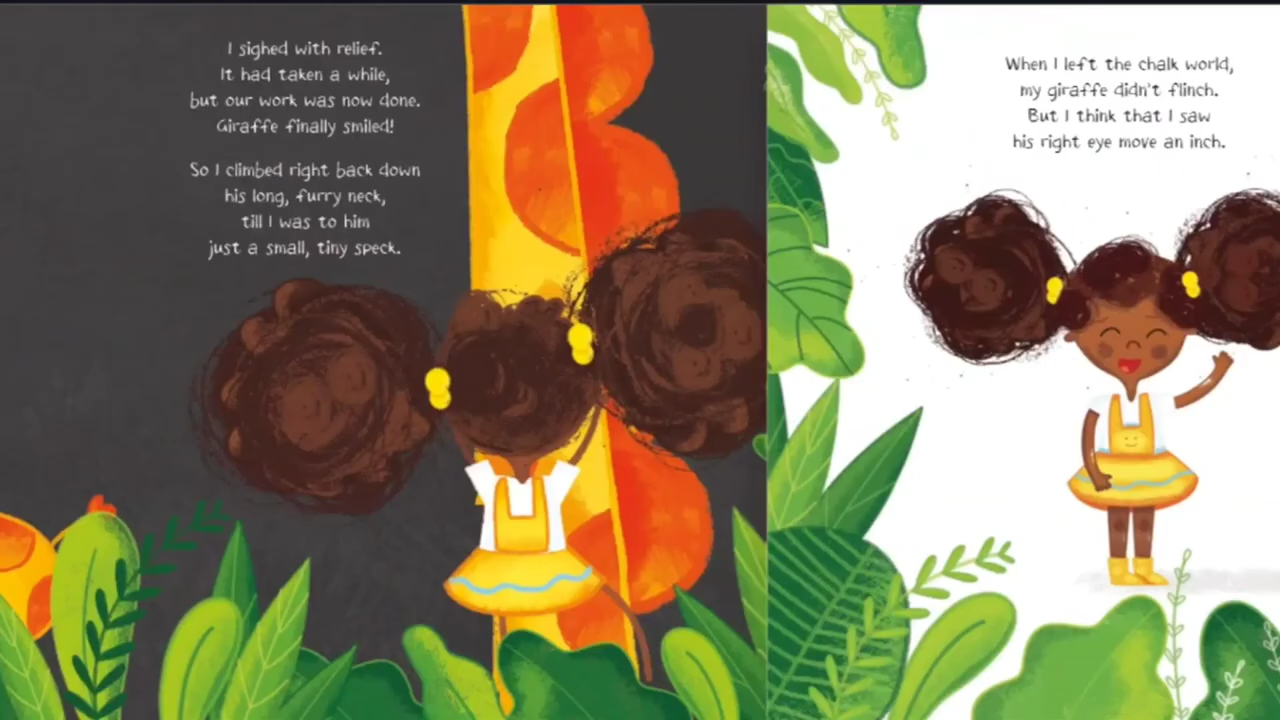 I sighed with relief.
It had taken a while,
but our work was now done.
Giraffe finally smiled!
So I climbed right back down
his long, furry neck,
till I was to him
just a small, tiny speck.
When I left the chalk world,
my giraffe didn't flinch.
But I think that I saw
his right eye move an inch.